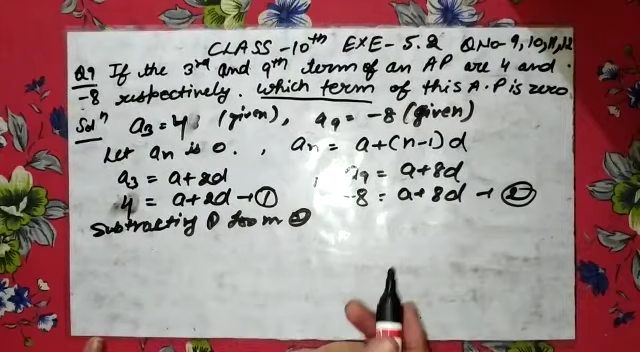 CLASS - 10th EXE - 5.2 QNo - 9, 10, 11, 12
Q9 If the 3rd and 9th term of an AP are 4 and
-8 respectively. which term of this A.P is zero
Soln a3 = 4 (given), a9 = -8 (given)
Let an is 0. , an = a+(n-1)d
a3 = a+2d a9 = a+8d
4 = a+2d → ① -8 = a+8d → ②
Subtracting ① from ②